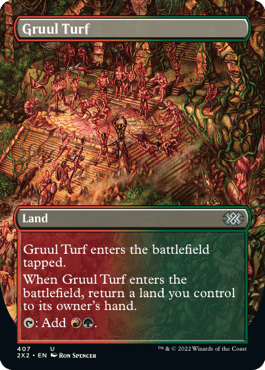 Gruul Turf
Land
Gruul Turf enters the battlefield
tapped.
When Gruul Turf enters the
battlefield, return a land you control
to its owner's hand.
: Add .
407 U
2X2 • EN Ron Spencer
™ & © 2022 Wizards of the Coast